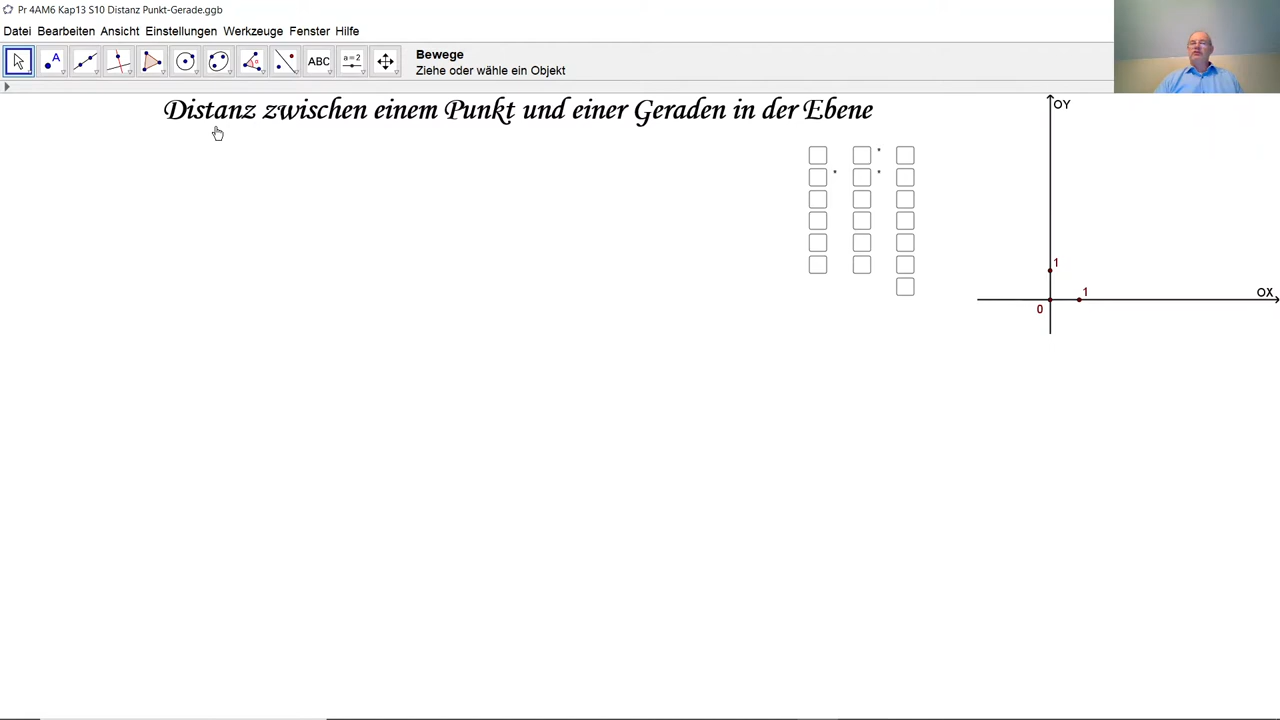 Pr 4AM6 Kap13 S10 Distanz Punkt-Gerade.ggb
Datei Bearbeiten Ansicht Einstellungen Werkzeuge Fenster Hilfe
A
ABC
a=2
Bewege
Ziehe oder wähle ein Objekt
Distanz zwischen einem Punkt und einer Geraden in der Ebene
*
* *
OY
1
1
OX
0